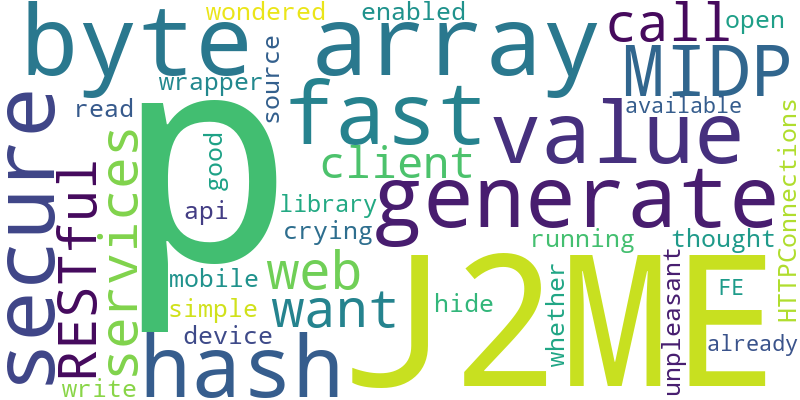 wondered
enabled
call
open
byte
array
MIDP
wrapper
source
read
fast
available
secure
RESTful
services
p
good
value
HTTPConnections
client
api
library
generate
crying
running
thought
mobile
web
J2ME
whether
unpleasant
FE
simple
want
hide
device
hash
already
write